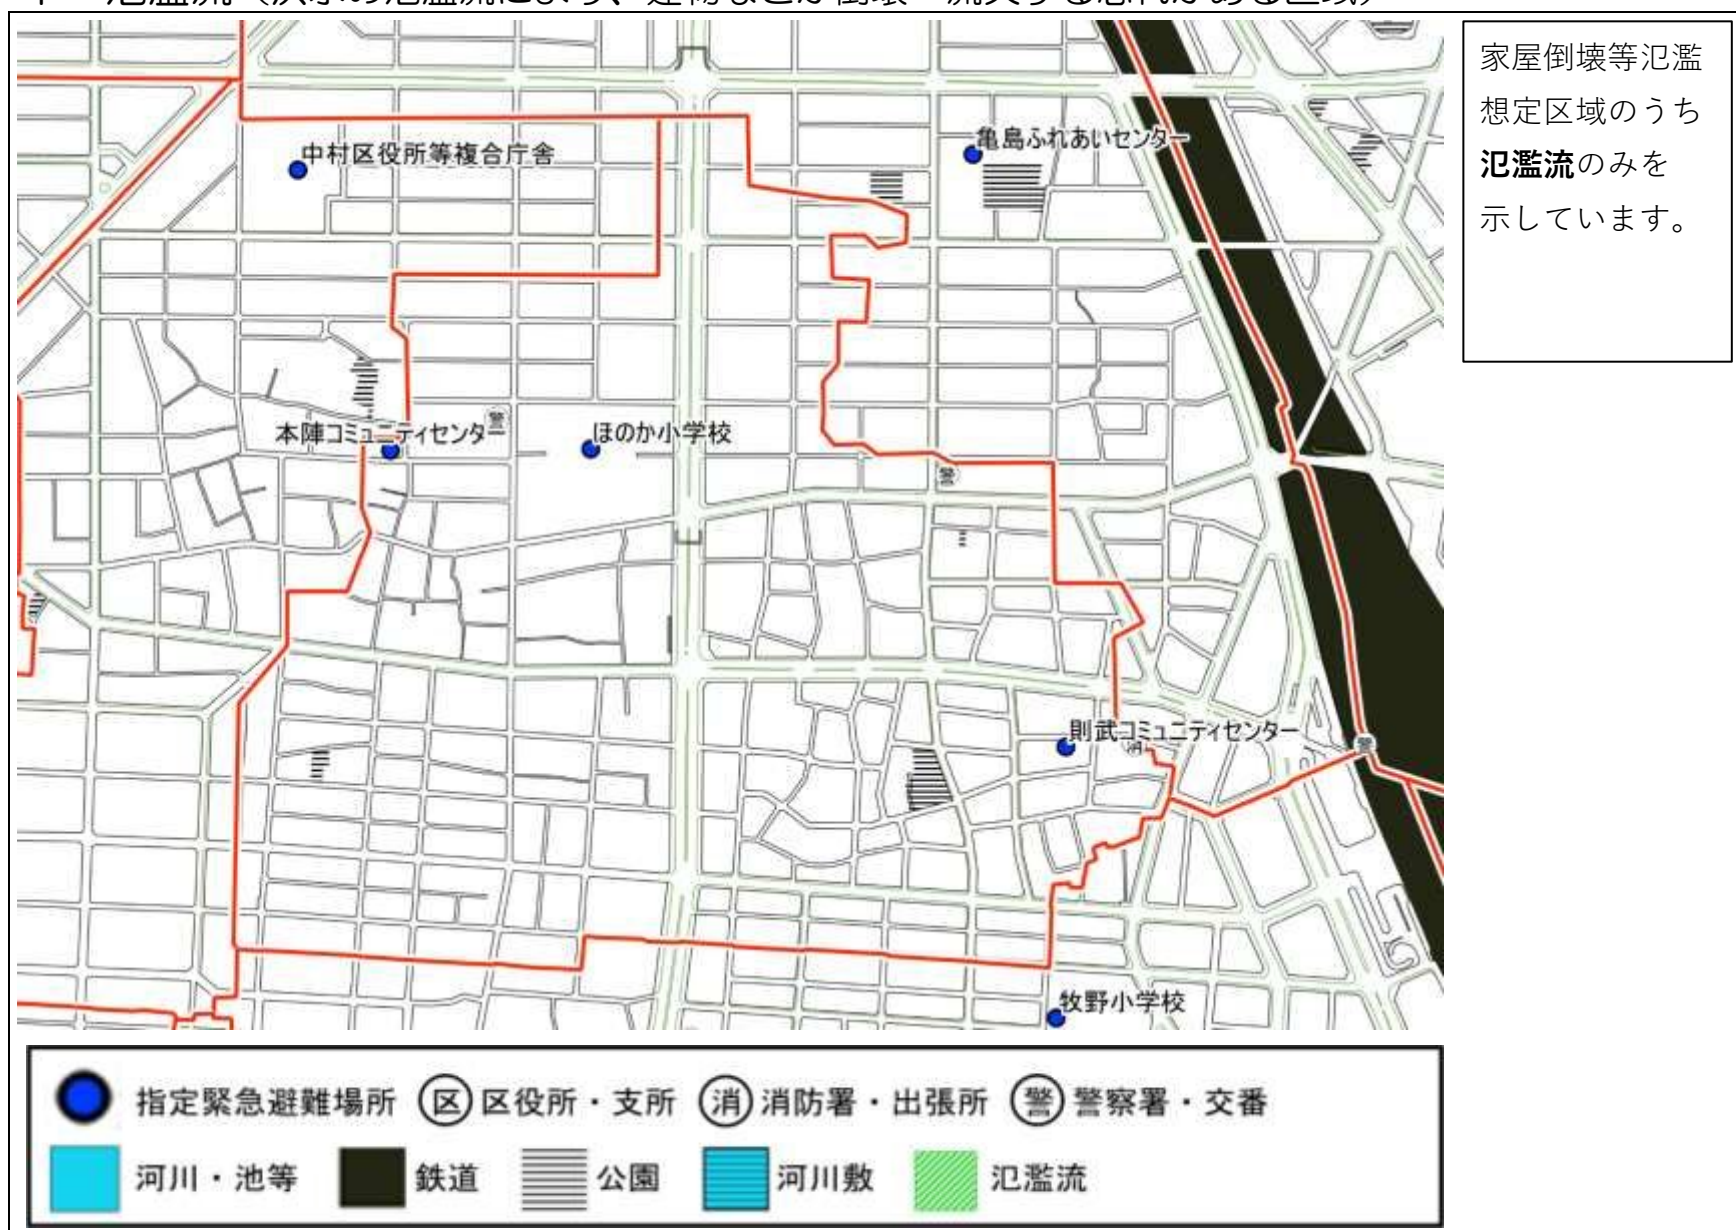 家屋倒壊等氾濫
想定区域のうち
氾濫流のみを
示しています。
中村区役所等複合庁舎
亀島ふれあいセンター
本陣コミュニティセンター
警
ほのか小学校
警
則武コミュニティセンター
消
警
牧野小学校
指定緊急避難場所 区 区役所・支所 消 消防署・出張所 警 警察署・交番
河川・池等 鉄道 公園 河川敷 氾濫流